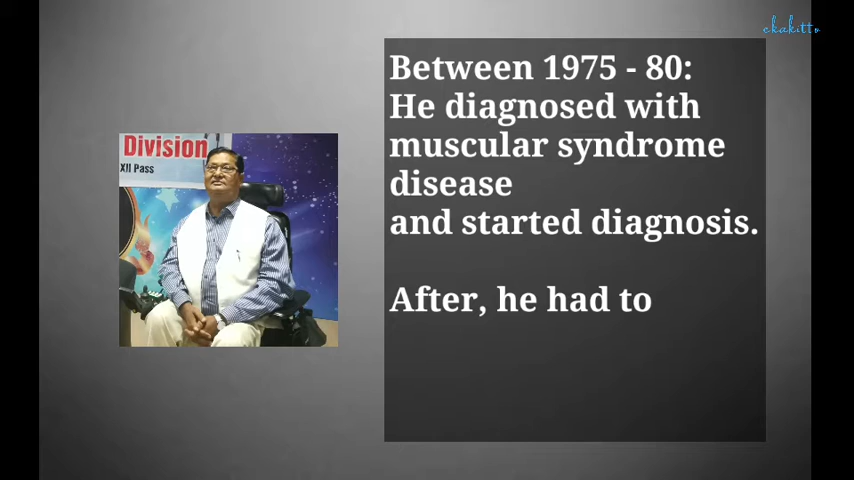 ckakitto
Between 1975 - 80:
He diagnosed with
muscular syndrome
disease
and started diagnosis.
After, he had to
Division
XII Pass